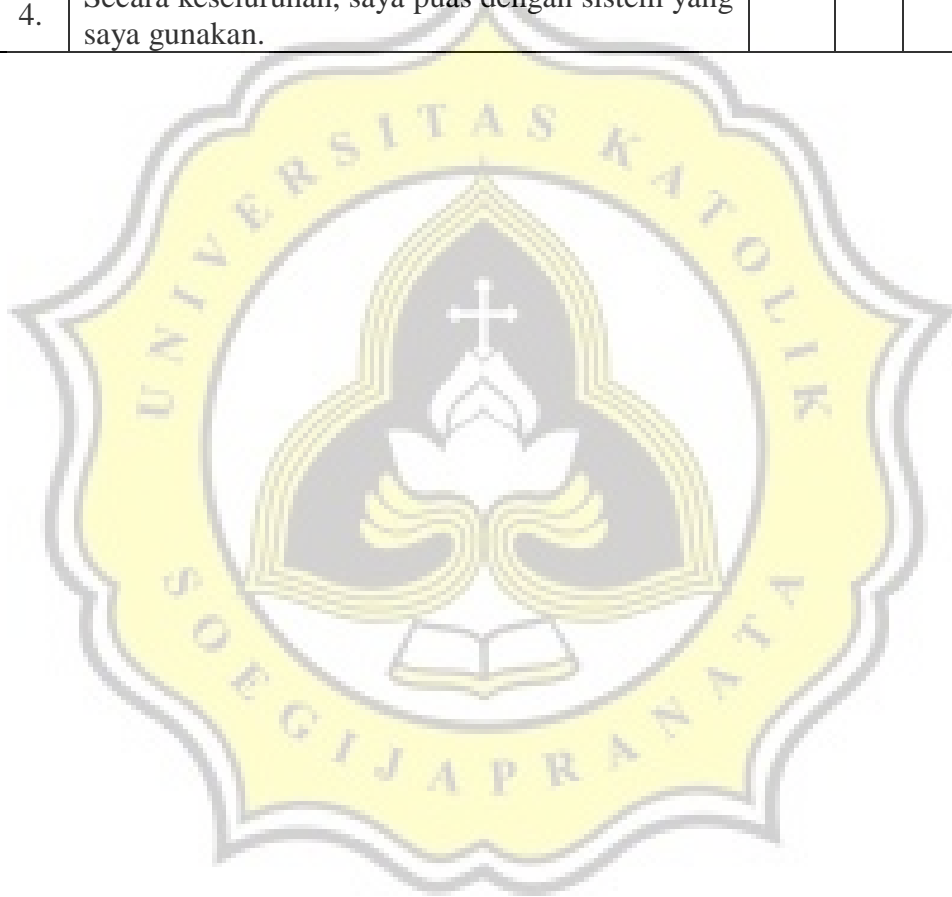 4. Secara keseluruhan, saya puas dengan sistem yang
saya gunakan.
UNIVERSITAS KATOLIK
SOEGIJAPRANATA